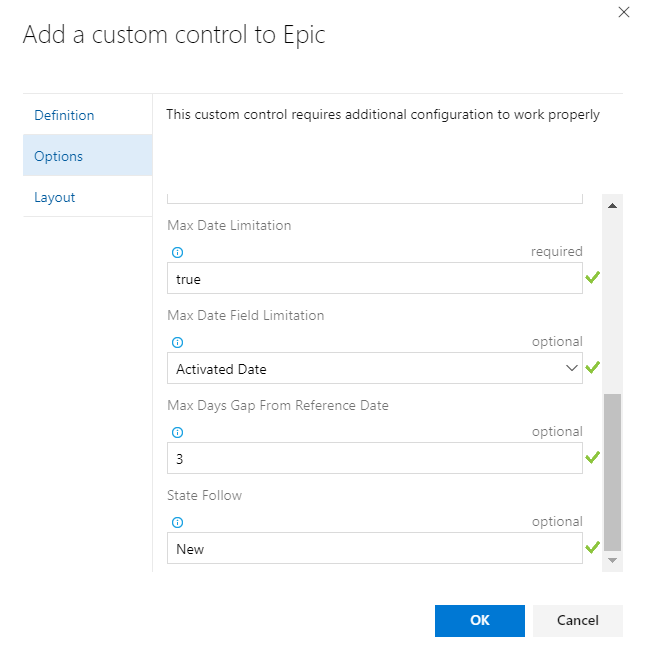 Add a custom control to Epic
Definition
Options
Layout
This custom control requires additional configuration to work properly
Max Date Limitation
required
true
Max Date Field Limitation
optional
Activated Date
Max Days Gap From Reference Date
optional
3
State Follow
optional
New
OK
Cancel